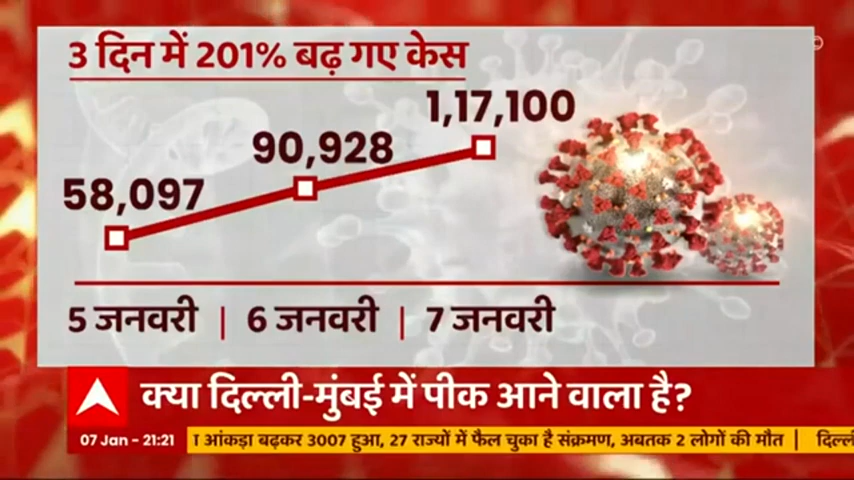 3 दिन में 201% बढ़ गए केस
58,097
90,928
1,17,100
5 जनवरी | 6 जनवरी | 7 जनवरी
क्या दिल्ली-मुंबई में पीक आने वाला है?
07 Jan - 21:21
आंकड़ा बढ़कर 3007 हुआ, 27 राज्यों में फैल चुका है संक्रमण, अबतक 2 लोगों की मौत |